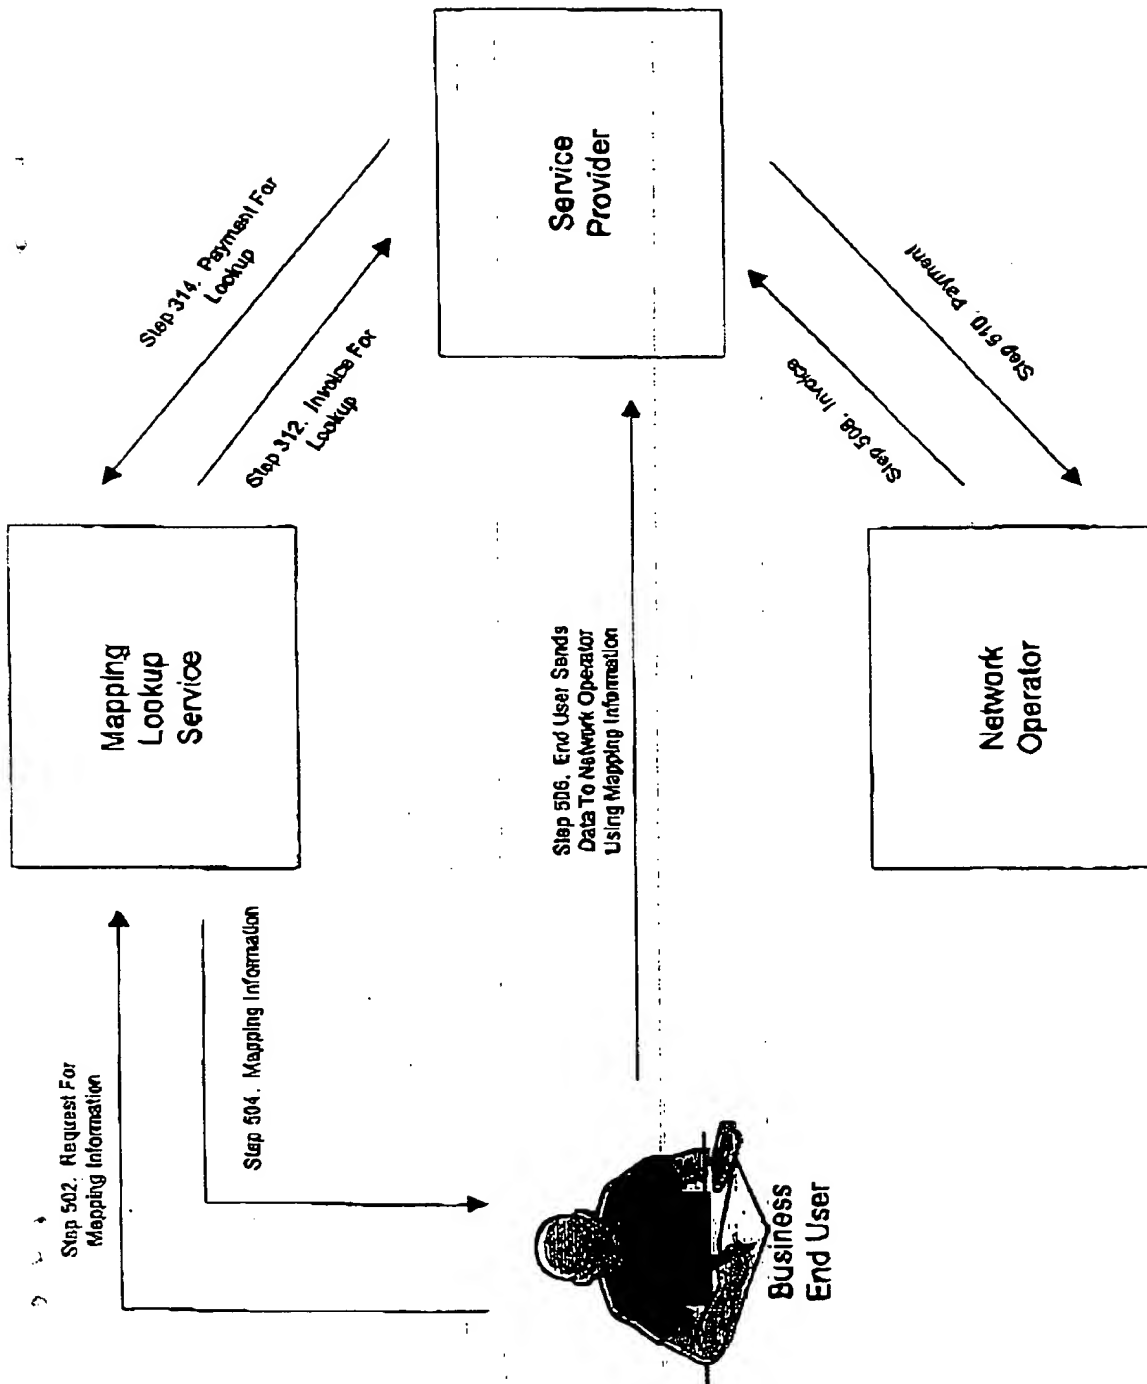 Step 502. Request For
Mapping Information
Step 504. Mapping Information
Mapping
Lookup
Service
Step 314. Payment For
Lookup
Step 312. Invoice For
Lookup
Step 506. End User Sends
Data To Network Operator
Using Mapping Information
Service
Provider
Business
End User
Network
Operator
Step 508. Invoice
Step 510. Payment